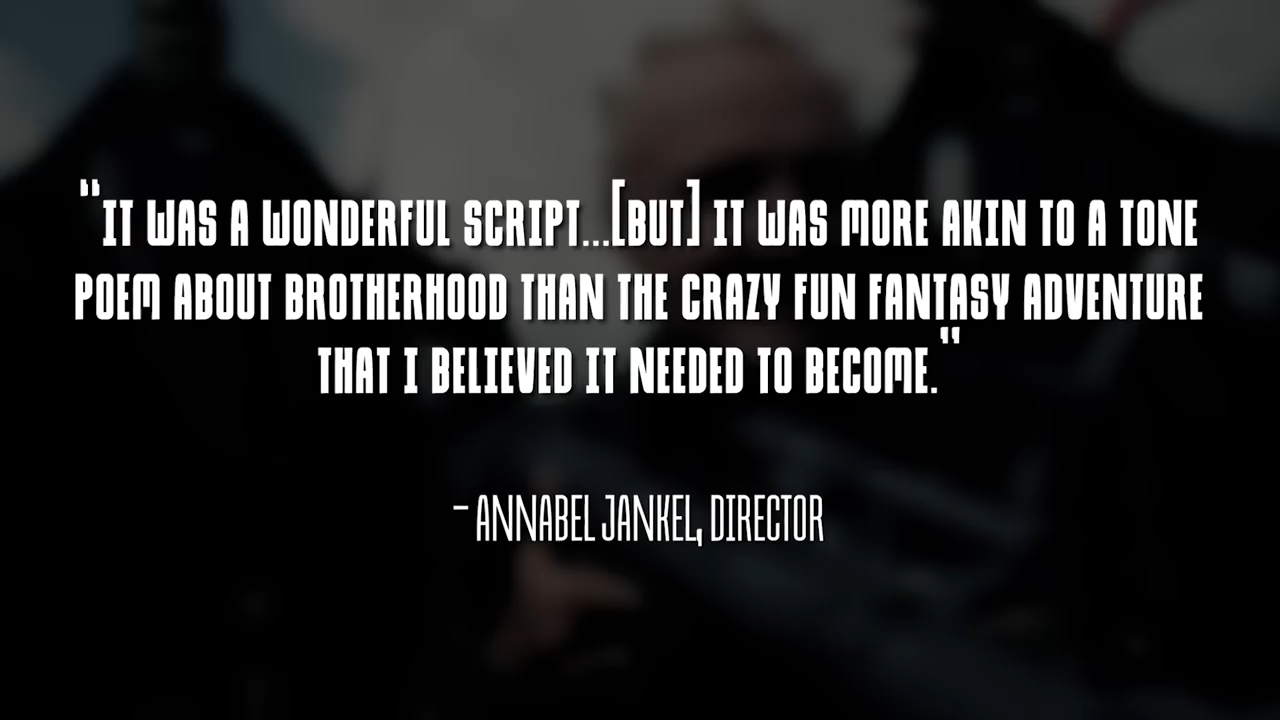 "IT WAS A WONDERFUL SCRIPT...[BUT] IT WAS MORE AKIN TO A TONE
POEM ABOUT BROTHERHOOD THAN THE CRAZY FUN FANTASY ADVENTURE
THAT I BELIEVED IT NEEDED TO BECOME."
- ANNABEL JANKEL, DIRECTOR